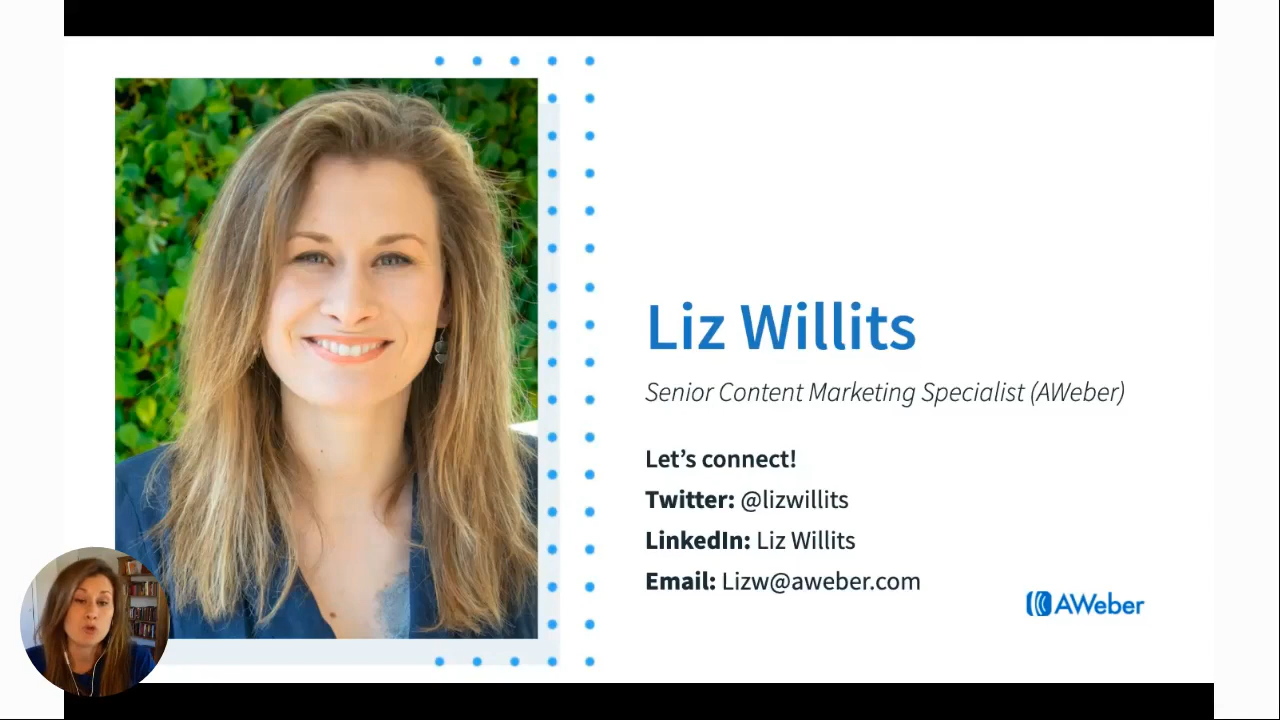 Liz Willits
Senior Content Marketing Specialist (AWeber)
Let’s connect!
Twitter: @lizwillits
LinkedIn: Liz Willits
Email: Lizw@aweber.com
AWeber